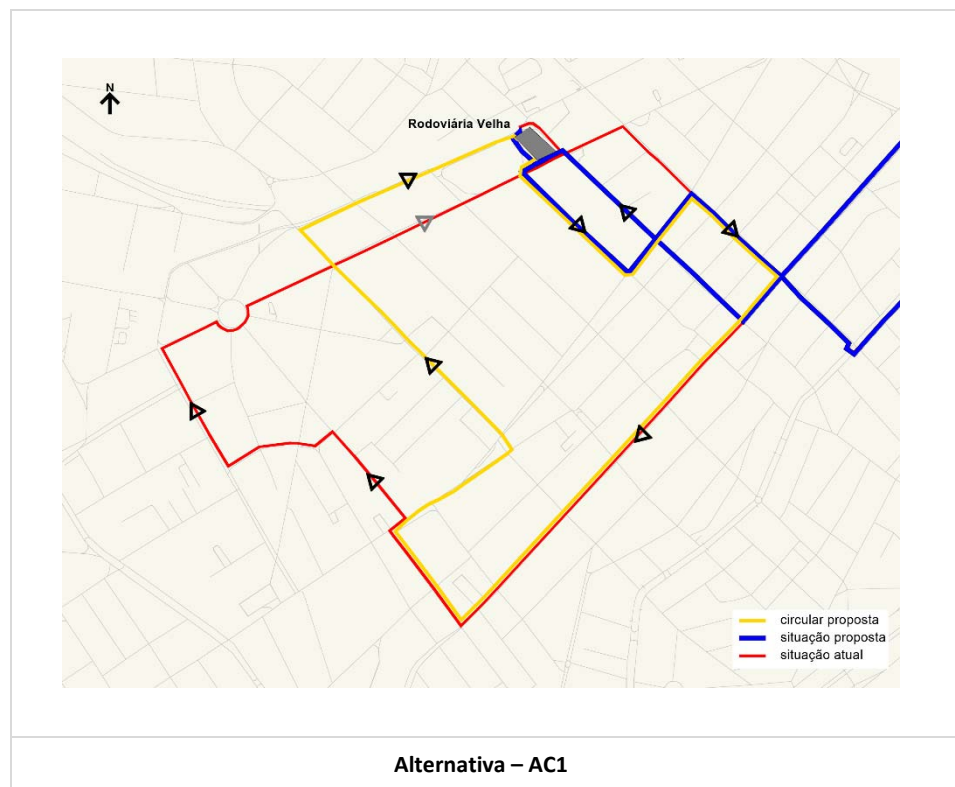 N
Rodoviária Velha
circular proposta
situação proposta
situação atual
Alternativa – AC1